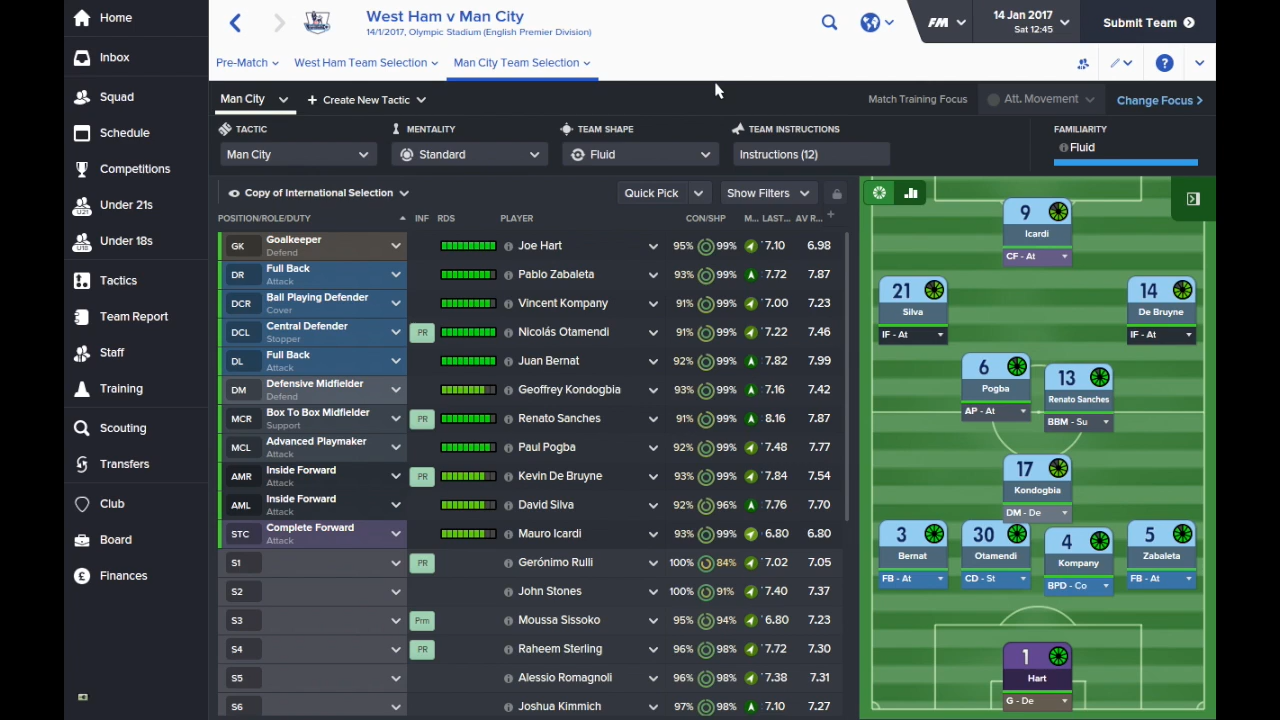 Home
Inbox
Squad
Schedule
Competitions
Under 21s
U21
Under 18s
U18
Tactics
Team Report
Staff
Training
Scouting
Transfers
Club
Board
Finances
West Ham v Man City
14/1/2017, Olympic Stadium (English Premier Division)
FM
14 Jan 2017
Sat 12:45
Submit Team
Pre-Match
West Ham Team Selection
Man City Team Selection
Man City
+ Create New Tactic
Match Training Focus
Att. Movement
Change Focus >
TACTIC
MENTALITY
TEAM SHAPE
TEAM INSTRUCTIONS
FAMILIARITY
Man City
Standard
Fluid
Instructions (12)
Fluid
Copy of International Selection
Quick Pick
Show Filters
POSITION/ROLE/DUTY INF RDS PLAYER CON/SHP M... LAST... AV R... +
GK Goalkeeper Defend Joe Hart 95% 99% 7.10 6.98
DR Full Back Attack Pablo Zabaleta 93% 99% 7.72 7.87
DCR Ball Playing Defender Cover Vincent Kompany 91% 99% 7.00 7.23
DCL Central Defender Stopper PR Nicolás Otamendi 91% 99% 7.22 7.46
DL Full Back Attack Juan Bernat 92% 99% 7.82 7.99
DM Defensive Midfielder Defend Geoffrey Kondogbia 93% 99% 7.16 7.42
MCR Box To Box Midfielder Support PR Renato Sanches 91% 99% 8.16 7.87
MCL Advanced Playmaker Attack Paul Pogba 92% 99% 7.48 7.77
AMR Inside Forward Attack PR Kevin De Bruyne 93% 99% 7.84 7.54
AML Inside Forward Attack David Silva 92% 96% 7.76 7.70
STC Complete Forward Attack Mauro Icardi 93% 99% 6.80 6.80
S1 PR Gerónimo Rulli 100% 84% 7.02 7.05
S2 John Stones 100% 91% 7.40 7.37
S3 Prm Moussa Sissoko 95% 94% 6.80 7.23
S4 PR Raheem Sterling 96% 98% 7.72 7.30
S5 Alessio Romagnoli 96% 98% 7.38 7.31
S6 Joshua Kimmich 97% 98% 7.10 7.27
9
Icardi
CF - At
21
Silva
IF - At
14
De Bruyne
IF - At
6
Pogba
AP - At
13
Renato Sanches
BBM - Su
17
Kondogbia
DM - De
3
Bernat
FB - At
30
Otamendi
CD - St
4
Kompany
BPD - Co
5
Zabaleta
FB - At
1
Hart
G - De